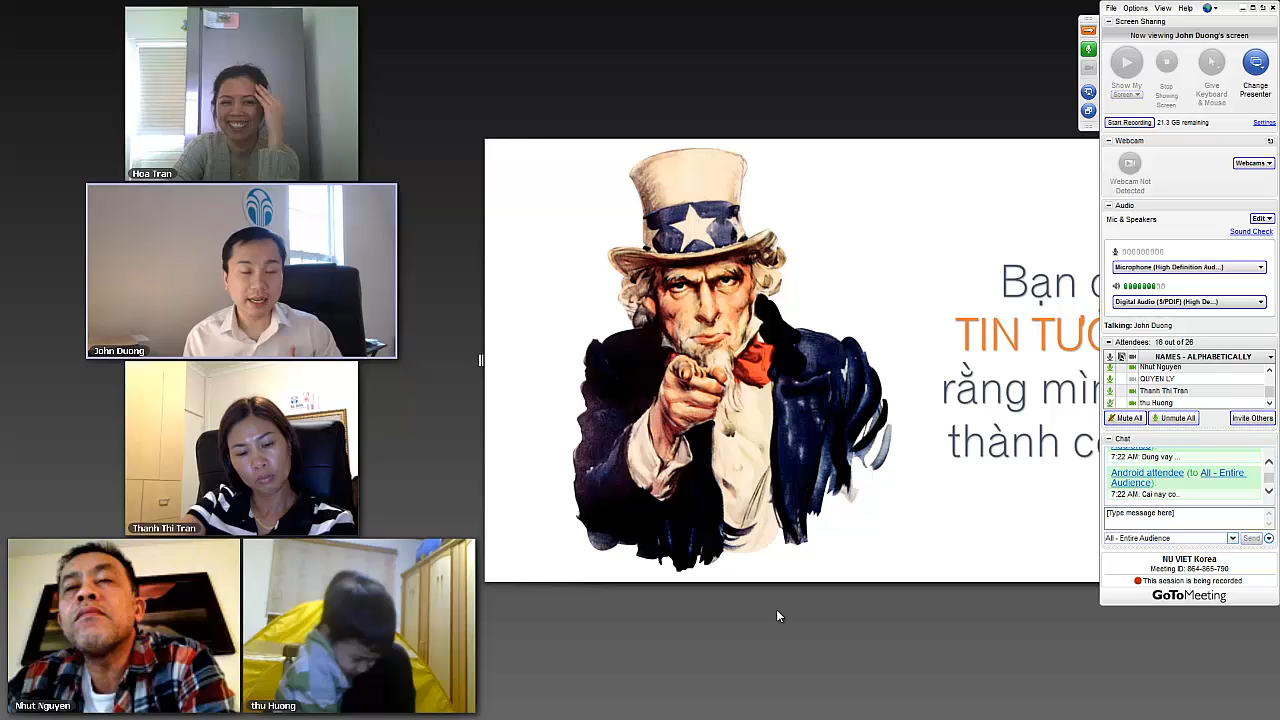 Hoa Tran
John Duong
Thanh Thi Tran
Nhut Nguyen
thu Huong
Bạn
TIN
rằng
thành
File Options View Help
Screen Sharing
Now viewing John Duong's screen
Show My
Screen
Stop
Showing
Screen
Give
Keyboard
& Mouse
Change
Presenter
Start Recording 21.3 GB remaining Settings
Webcam
Webcam Not
Detected
Webcams
Audio
Mic & Speakers Edit
Sound Check
Microphone (High Definition Aud...)
Digital Audio (S/PDIF) (High De...
Talking: John Duong
Attendees: 16 out of 26
NAMES - ALPHABETICALLY
Nhut Nguyen
QUYEN LY
Thanh Thi Tran
thu Huong
Mute All Unmute All Invite Others
Chat
Audience):
7:22 AM: Dung vay ...
Android attendee (to All - Entire
Audience):
7:22 AM: Cai nay co..
[Type message here]
All - Entire Audience Send
NU VIET Korea
Meeting ID: 864-865-790
This session is being recorded.
GoToMeeting